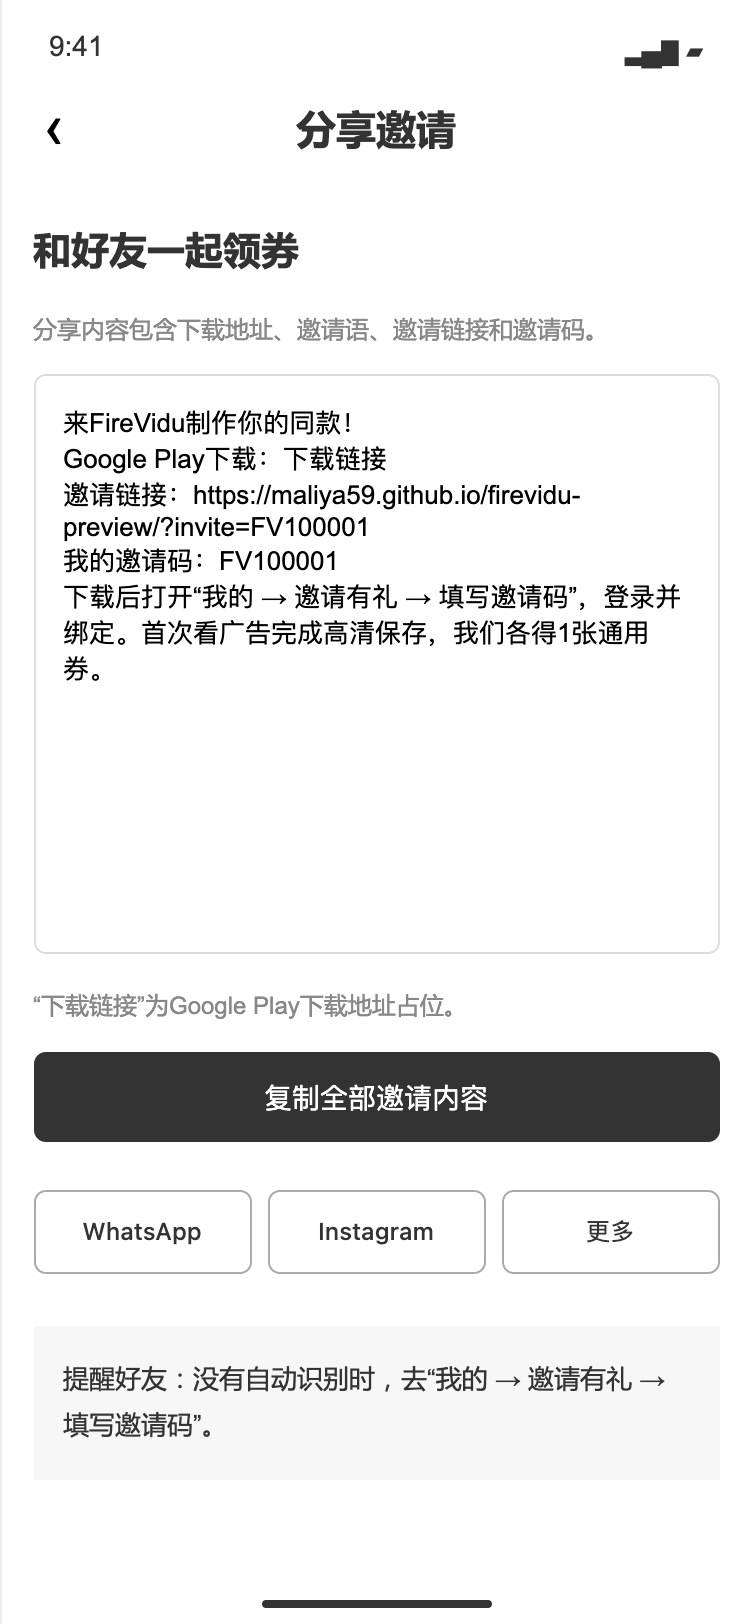 9:41
分享邀请
和好友一起领券
分享内容包含下载地址、邀请语、邀请链接和邀请码。
来FireVidu制作你的同款！
Google Play下载：下载链接
邀请链接：https://maliya59.github.io/firevidu-
preview/?invite=FV100001
我的邀请码：FV100001
下载后打开“我的 → 邀请有礼 → 填写邀请码”，登录并
绑定。首次看广告完成高清保存，我们各得1张通用
券。
“下载链接”为Google Play下载地址占位。
复制全部邀请内容
WhatsApp
Instagram
更多
提醒好友：没有自动识别时，去“我的 → 邀请有礼 →
填写邀请码”。